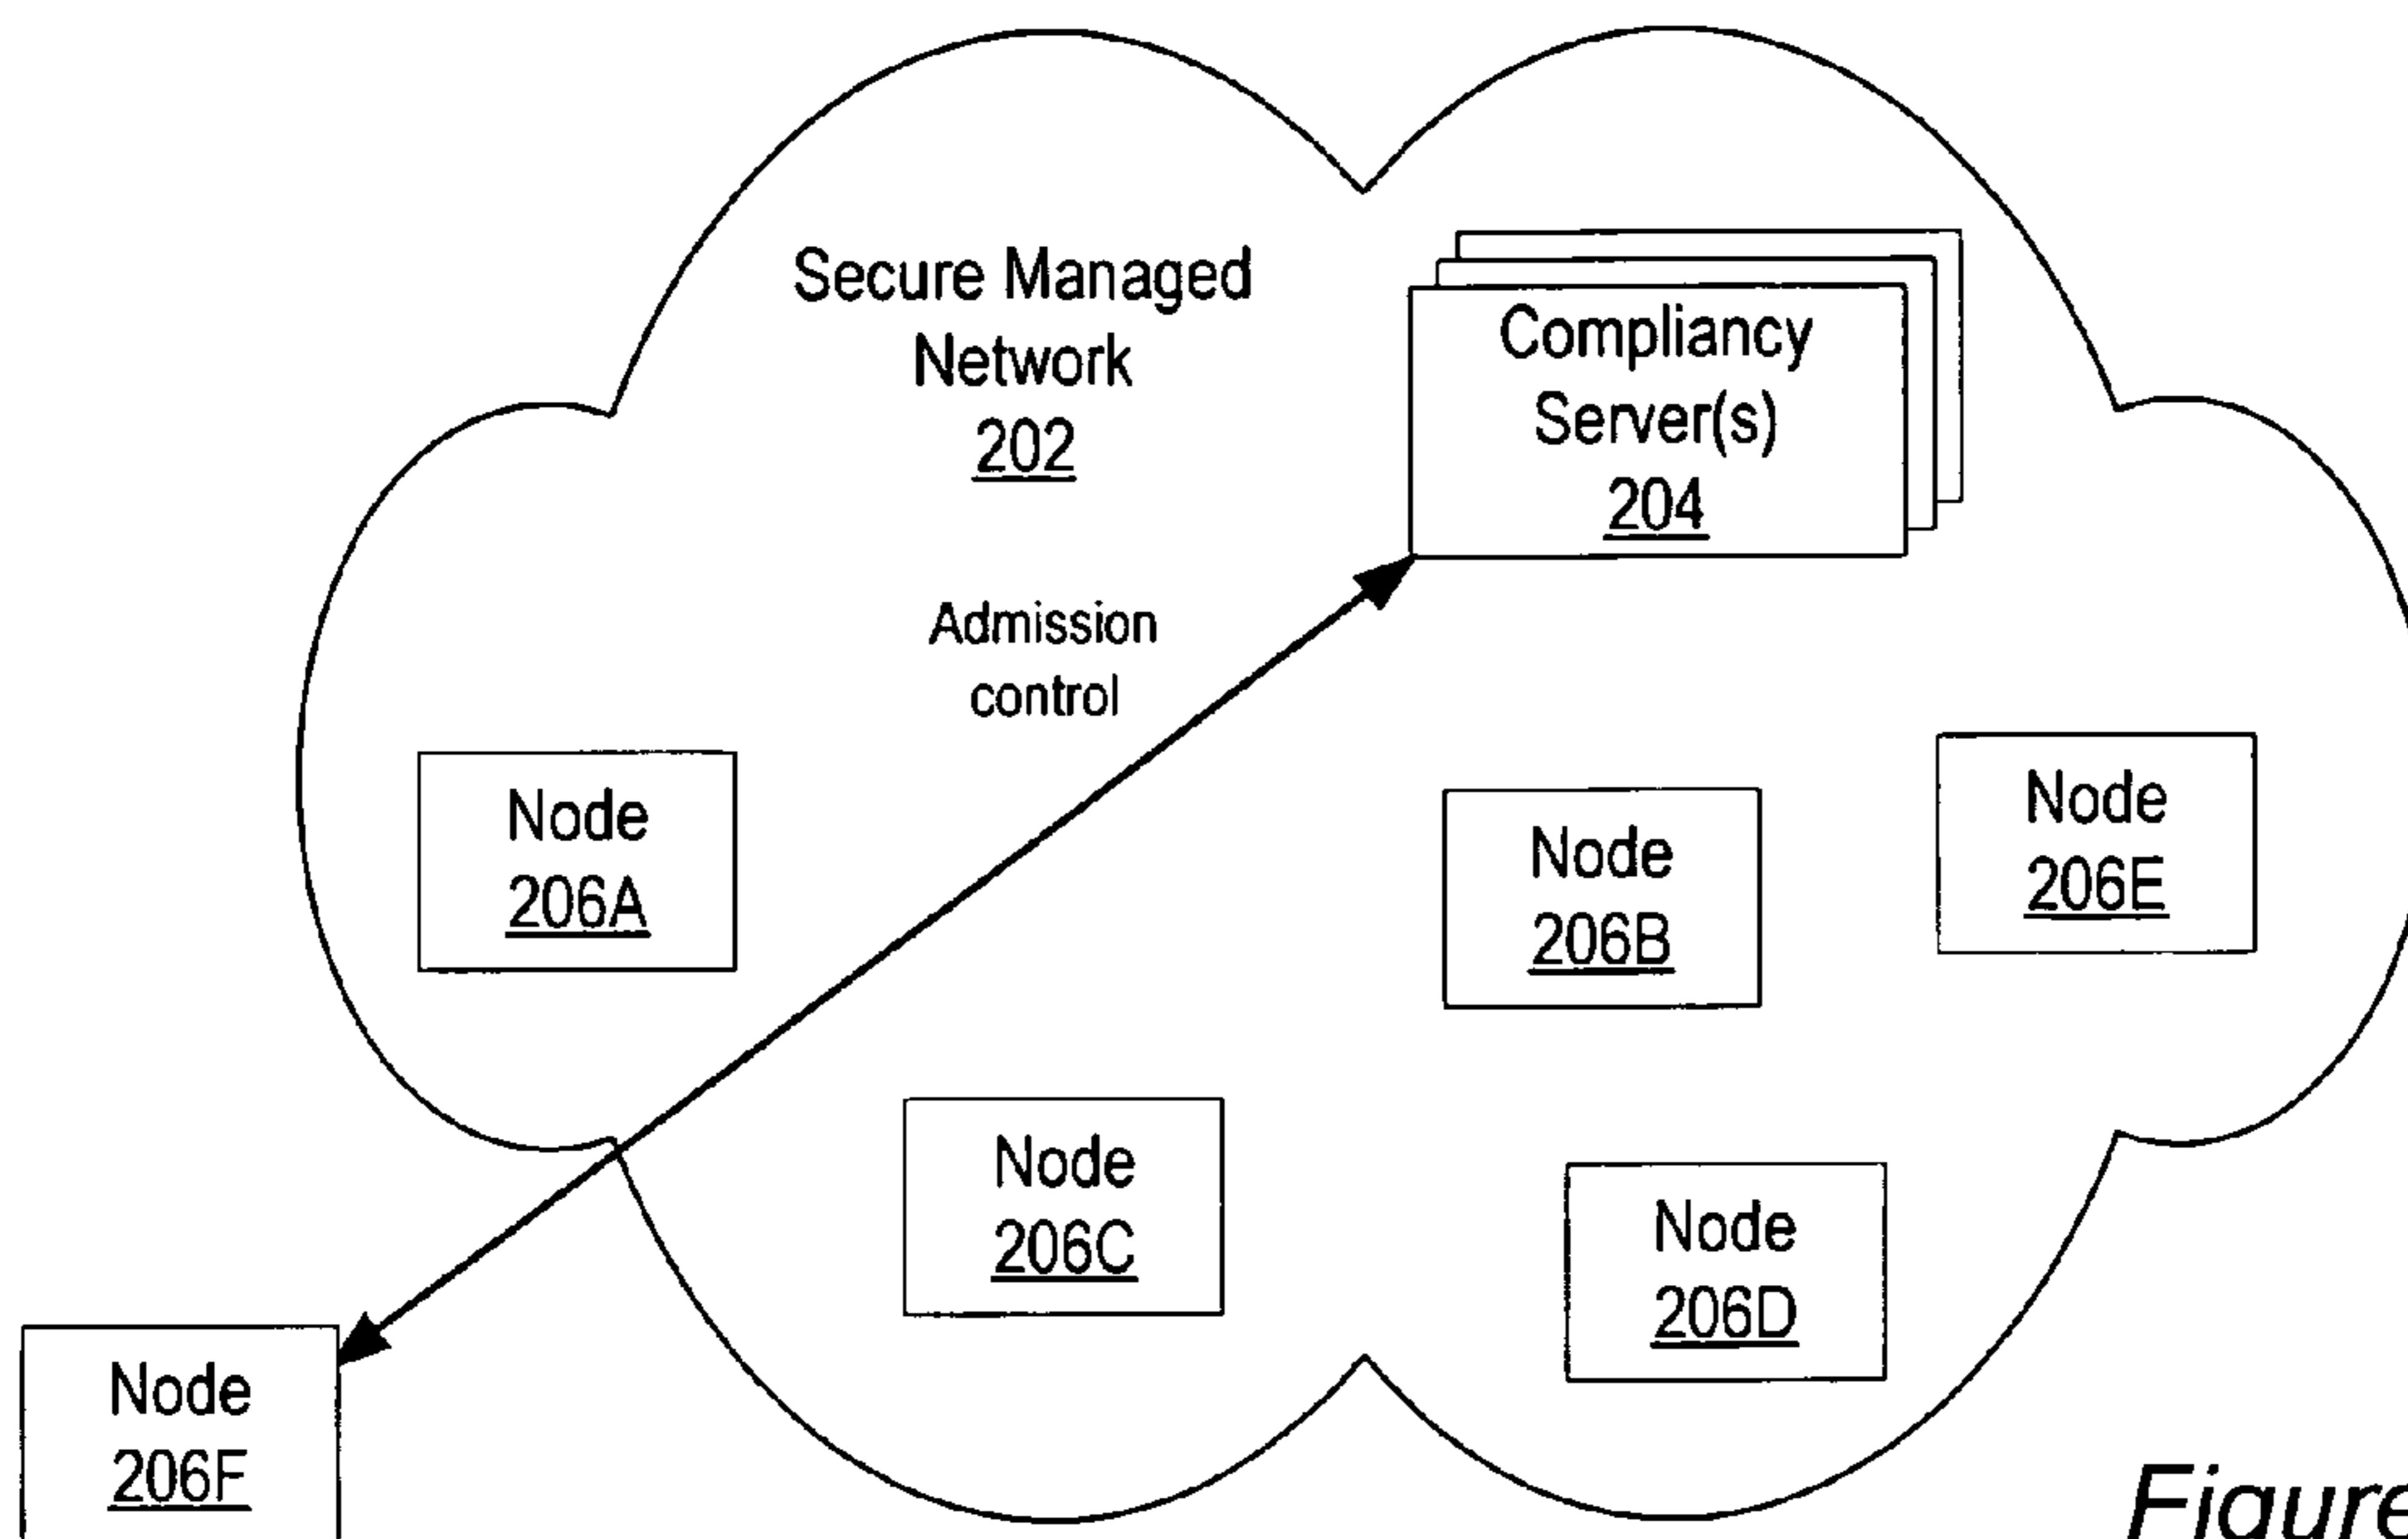 Secure Managed
Network
202
Compliancy
Server(s)
204
Admission
control
Node
206A
Node
206B
Node
206E
Node
206C
Node
206D
Node
206F
Figure